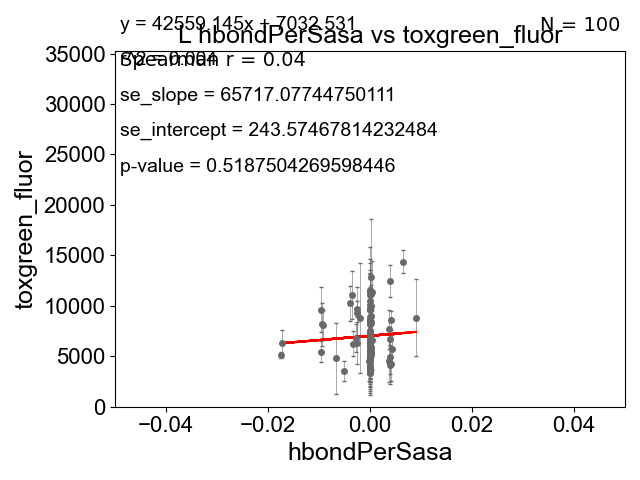 y = 42559.145x + 7032.531
N = 100
L hbondPerSasa vs toxgreen_fluor
r^2 = 0.004
Spearman r = 0.04
se_slope = 65717.07744750111
se_intercept = 243.57467814232484
p-value = 0.5187504269598446
35000
30000
25000
20000
15000
10000
5000
0
toxgreen_fluor
−0.04 −0.02 0.00 0.02 0.04
hbondPerSasa